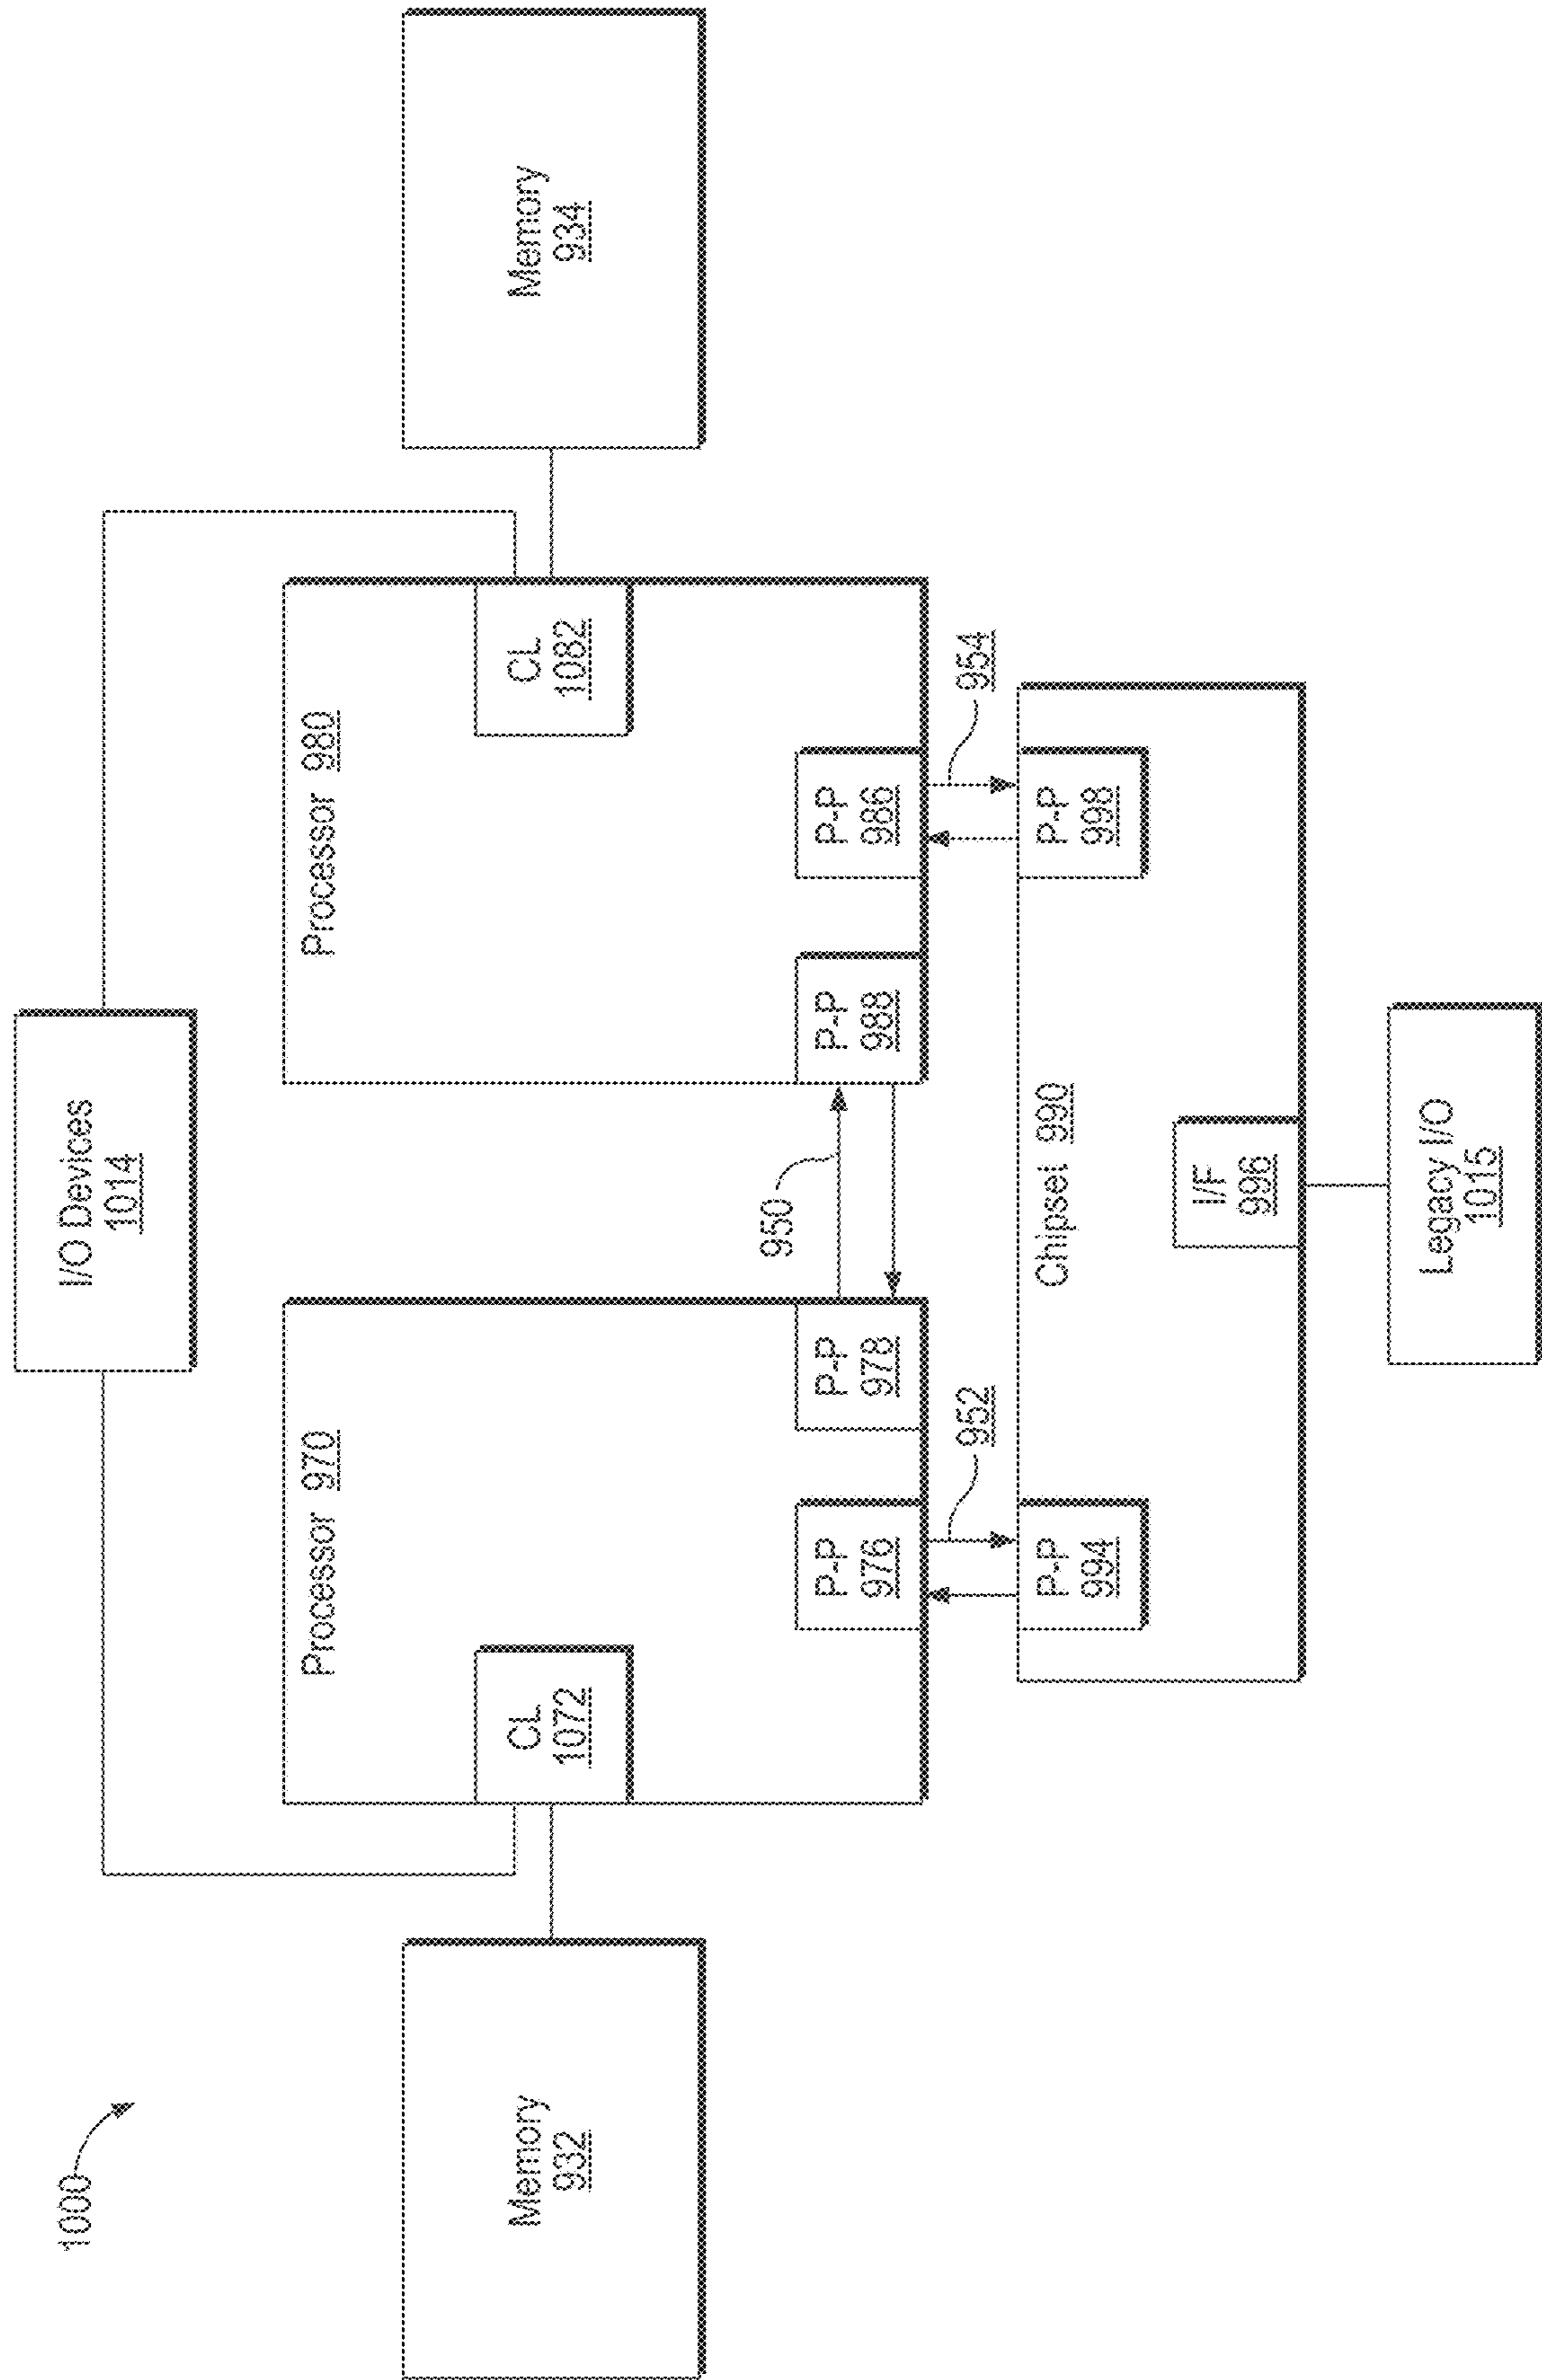 1000
I/O Devices
1014
Memory
932
Processor 970
CL
1072
P-P
976
P-P
978
950
Processor 980
CL
1082
P-P
988
P-P
986
Memory
934
952
954
Chipset 990
P-P
994
P-P
998
I/F
996
Legacy I/O
1015